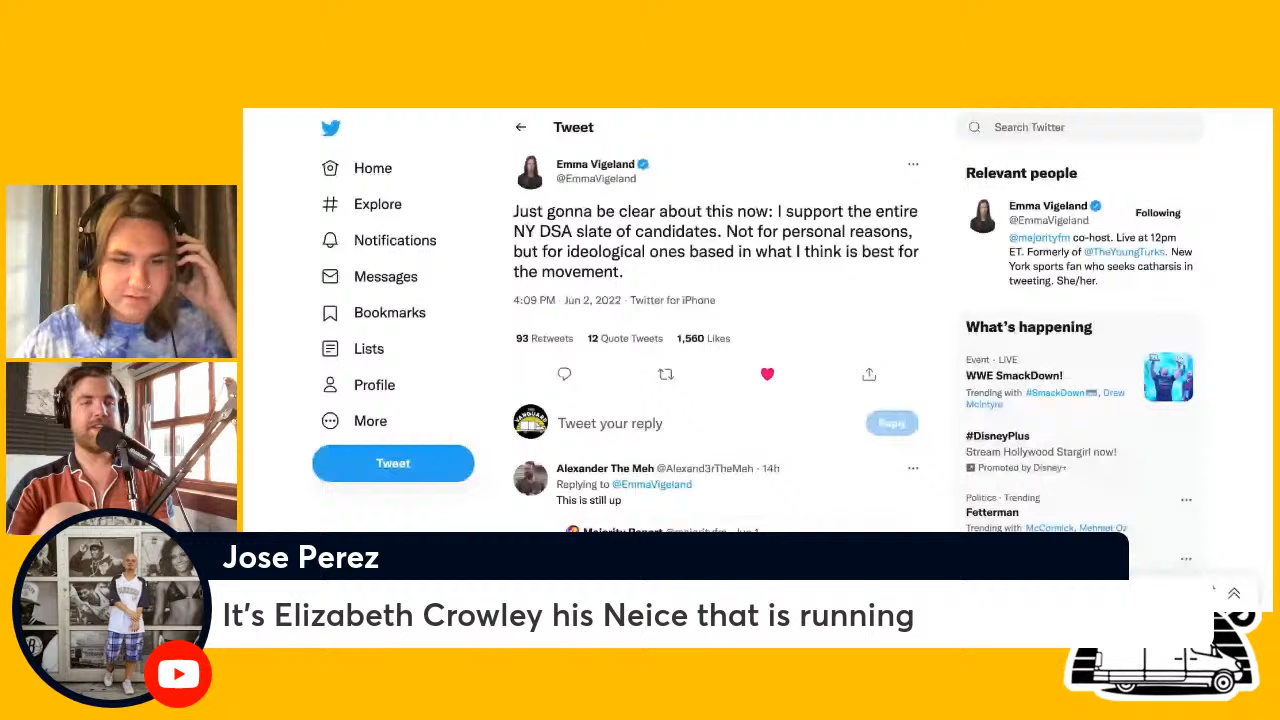 Home
Explore
Notifications
Messages
Bookmarks
Lists
Profile
More
Tweet
Tweet
Emma Vigeland
@EmmaVigeland
Just gonna be clear about this now: I support the entire
NY DSA slate of candidates. Not for personal reasons,
but for ideological ones based in what I think is best for
the movement.
4:09 PM · Jun 2, 2022 · Twitter for iPhone
93 Retweets 12 Quote Tweets 1,560 Likes
VANGUARD
Tweet your reply
Reply
Alexander The Meh @Alexand3rTheMeh · 14h
Replying to @EmmaVigeland
This is still up
Majority Report @majorityfm · Jun 1
Search Twitter
Relevant people
Emma Vigeland
@EmmaVigeland
Following
@majorityfm co-host. Live at 12pm
ET. Formerly of @TheYoungTurks. New
York sports fan who seeks catharsis in
tweeting. She/her.
What's happening
Event · LIVE
WWE SmackDown!
Trending with #SmackDown, Drew
McIntyre
#DisneyPlus
Stream Hollywood Stargirl now!
Promoted by Disney+
Politics · Trending
Fetterman
Trending with McCormick, Mehmet Oz
Jose Perez
It's Elizabeth Crowley his Neice that is running